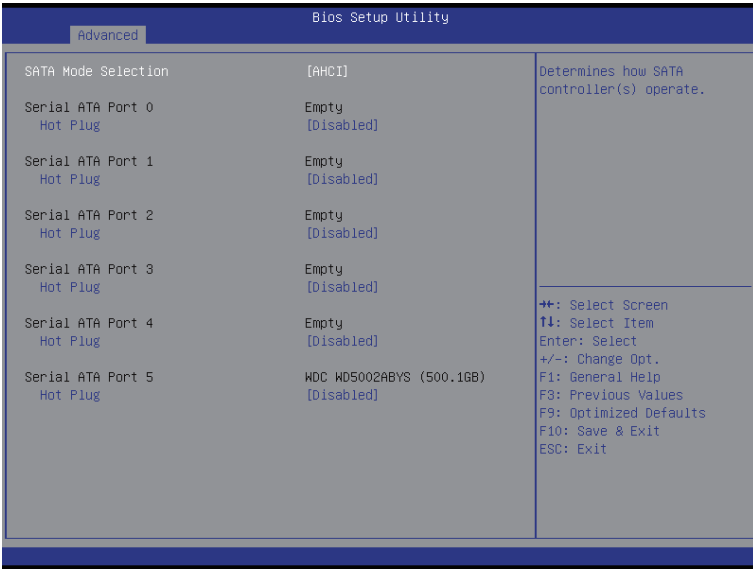 Bios Setup Utility
Advanced
SATA Mode Selection [AHCI]
Serial ATA Port 0 Empty
Hot Plug [Disabled]
Serial ATA Port 1 Empty
Hot Plug [Disabled]
Serial ATA Port 2 Empty
Hot Plug [Disabled]
Serial ATA Port 3 Empty
Hot Plug [Disabled]
Serial ATA Port 4 Empty
Hot Plug [Disabled]
Serial ATA Port 5 WDC WD5002ABYS (500.1GB)
Hot Plug [Disabled]
Determines how SATA
controller(s) operate.
→←: Select Screen
↑↓: Select Item
Enter: Select
+/-: Change Opt.
F1: General Help
F3: Previous Values
F9: Optimized Defaults
F10: Save & Exit
ESC: Exit